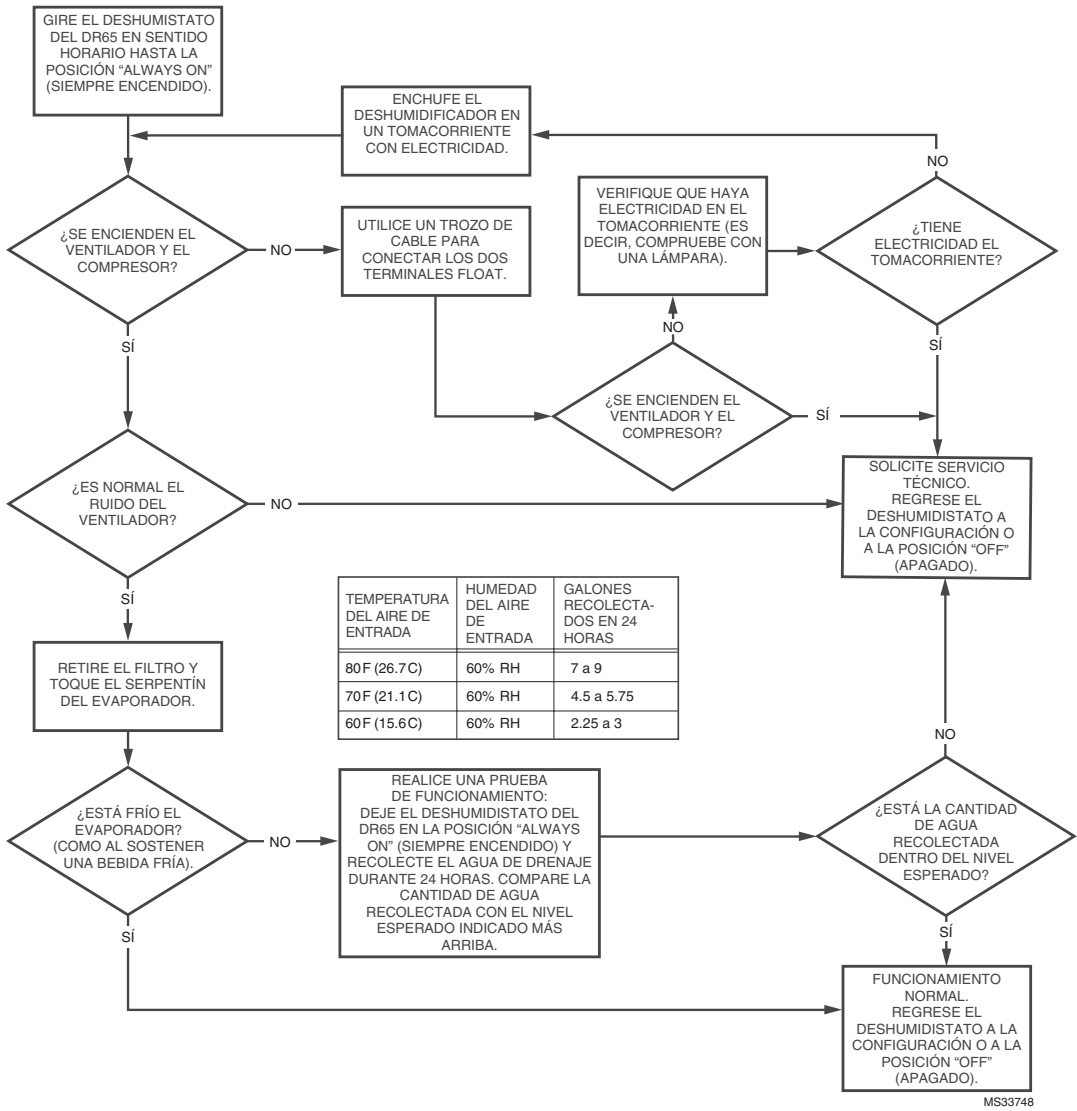 GIRE EL DESHUMISTATO
DEL DR65 EN SENTIDO
HORARIO HASTA LA
POSICIÓN “ALWAYS ON”
(SIEMPRE ENCENDIDO).
ENCHUFE EL
DESHUMIDIFICADOR EN
UN TOMACORRIENTE
CON ELECTRICIDAD.
NO
¿SE ENCIENDEN EL
VENTILADOR Y EL
COMPRESOR?
NO
UTILICE UN TROZO DE
CABLE PARA
CONECTAR LOS DOS
TERMINALES FLOAT.
VERIFIQUE QUE HAYA
ELECTRICIDAD EN EL
TOMACORRIENTE (ES
DECIR, COMPRUEBE CON
UNA LÁMPARA).
¿TIENE
ELECTRICIDAD EL
TOMACORRIENTE?
SÍ
NO
SÍ
¿SE ENCIENDEN EL
VENTILADOR Y EL
COMPRESOR?
SÍ
¿ES NORMAL EL
RUIDO DEL
VENTILADOR?
NO
SOLICITE SERVICIO
TÉCNICO.
REGRESE EL
DESHUMIDISTATO A
LA CONFIGURACIÓN O
A LA POSICIÓN “OFF”
(APAGADO).
SÍ
RETIRE EL FILTRO Y
TOQUE EL SERPENTÍN
DEL EVAPORADOR.
TEMPERATURA
DEL AIRE DE
ENTRADA
HUMEDAD
DEL AIRE
DE
ENTRADA
GALONES
RECOLECTA-
DOS EN 24
HORAS
80F (26.7C) 60% RH 7 a 9
70F (21.1C) 60% RH 4.5 a 5.75
60F (15.6C) 60% RH 2.25 a 3
NO
¿ESTÁ FRÍO EL
EVAPORADOR?
(COMO AL SOSTENER
UNA BEBIDA FRÍA).
NO
REALICE UNA PRUEBA
DE FUNCIONAMIENTO:
DEJE EL DESHUMIDISTATO DEL
DR65 EN LA POSICIÓN “ALWAYS
ON” (SIEMPRE ENCENDIDO) Y
RECOLECTE EL AGUA DE DRENAJE
DURANTE 24 HORAS. COMPARE LA
CANTIDAD DE AGUA
RECOLECTADA CON EL NIVEL
ESPERADO INDICADO MÁS
ARRIBA.
¿ESTÁ LA CANTIDAD
DE AGUA
RECOLECTADA
DENTRO DEL NIVEL
ESPERADO?
SÍ
SÍ
FUNCIONAMIENTO
NORMAL.
REGRESE EL
DESHUMIDISTATO A LA
CONFIGURACIÓN O A LA
POSICIÓN “OFF”
(APAGADO).
MS33748